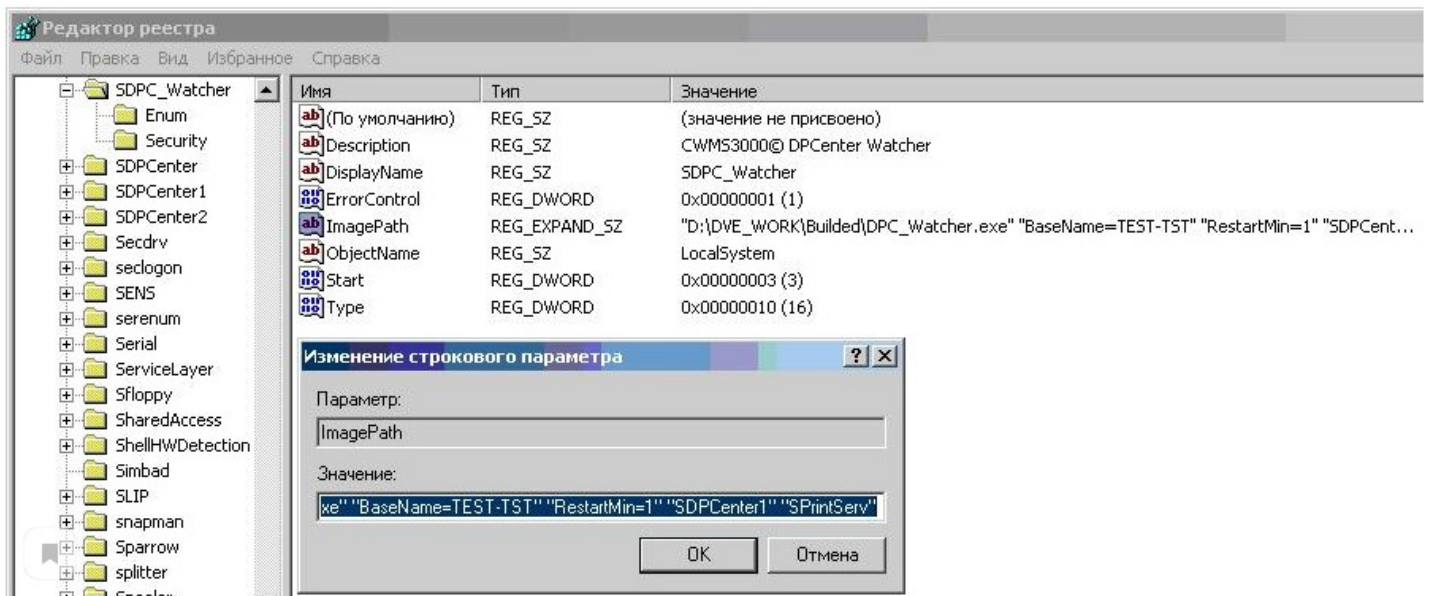 Редактор реестра
Файл Правка Вид Избранное Справка
SDPC_Watcher
Enum
Security
SDPCenter
SDPCenter1
SDPCenter2
Secdrv
seclogon
SENS
serenum
Serial
ServiceLayer
Sfloppy
SharedAccess
ShellHWDetection
Simbad
SLIP
snapman
Sparrow
splitter
Имя Тип Значение
(По умолчанию) REG_SZ (значение не присвоено)
Description REG_SZ CWMS3000© DPCenter Watcher
DisplayName REG_SZ SDPC_Watcher
ErrorControl REG_DWORD 0x00000001 (1)
ImagePath REG_EXPAND_SZ "D:\DVE_WORK\Builded\DPC_Watcher.exe" "BaseName=TEST-TST" "RestartMin=1" "SDPCent...
ObjectName REG_SZ LocalSystem
Start REG_DWORD 0x00000003 (3)
Type REG_DWORD 0x00000010 (16)
Изменение строкового параметра
Параметр:
ImagePath
Значение:
xe" "BaseName=TEST-TST" "RestartMin=1" "SDPCenter1" "SPrintServ"
OK Отмена